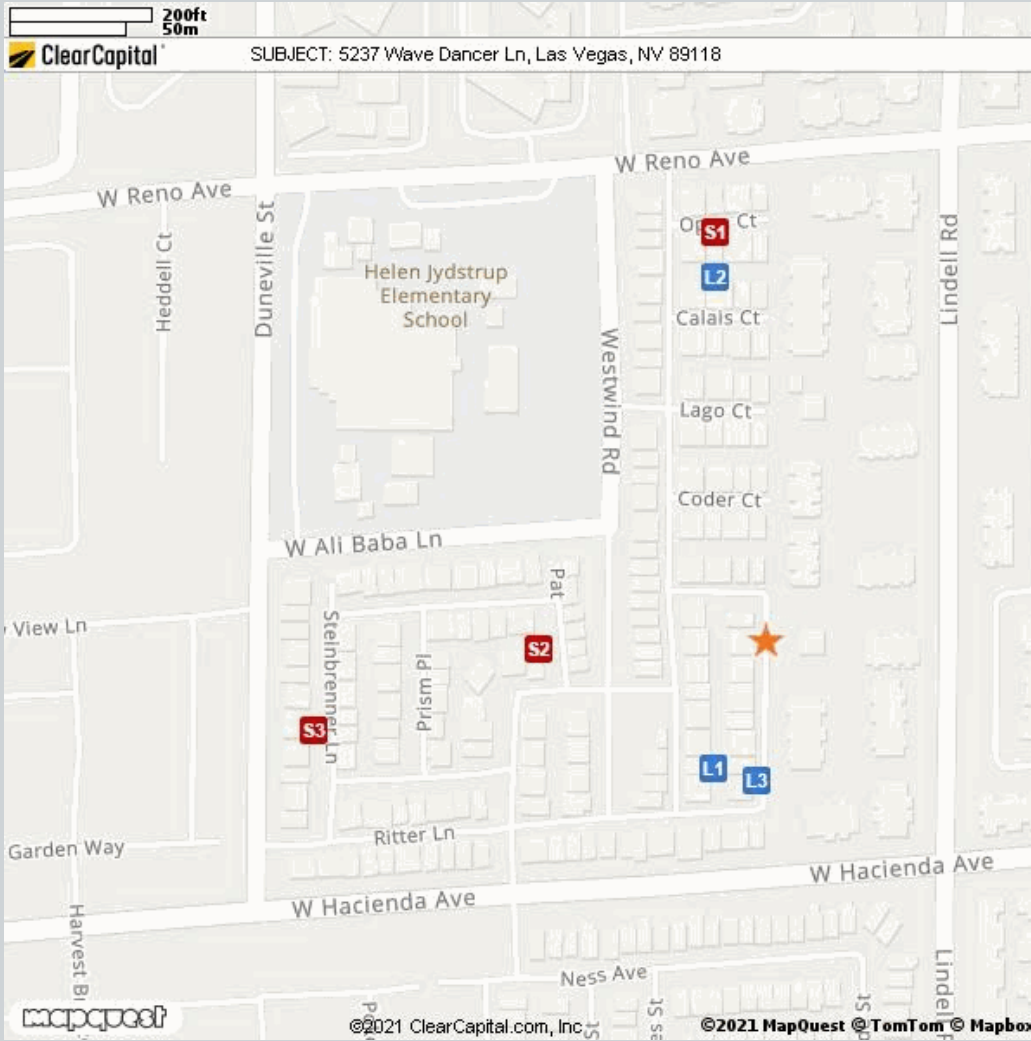 200ft
50m
ClearCapital
SUBJECT: 5237 Wave Dancer Ln, Las Vegas, NV 89118
W Reno Ave
W Reno Ave
Duneville St
Heddell Ct
Helen Jydstrup
Elementary
School
Westwind Rd
Ct
S1
L2
Calais Ct
Lago Ct
Coder Ct
Lindell Rd
W Ali Baba Ln
Pat
View Ln
Steinbrenner Ln
Prism Pl
S2
S3
L1
L3
Ritter Ln
Garden Way
W Hacienda Ave
W Hacienda Ave
Harvest
Ness Ave
Lindell
mapquest
©2021 ClearCapital.com, Inc
©2021 MapQuest © TomTom © Mapbox